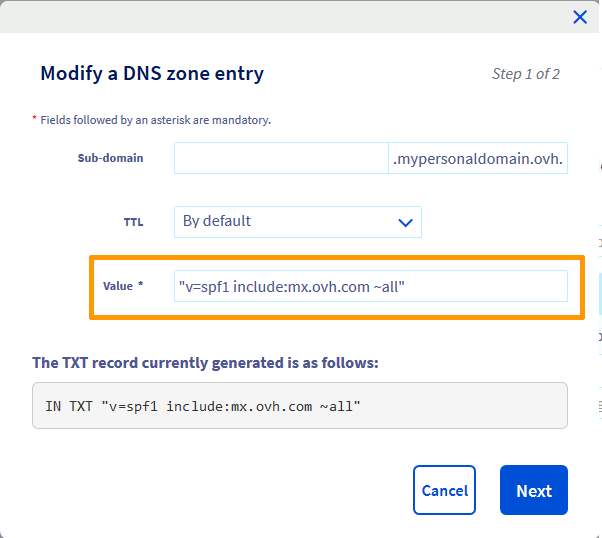 Modify a DNS zone entry
Step 1 of 2
* Fields followed by an asterisk are mandatory.
Sub-domain
.mypersonaldomain.ovh.
TTL
By default
Value *
"v=spf1 include:mx.ovh.com ~all"
The TXT record currently generated is as follows:
IN TXT "v=spf1 include:mx.ovh.com ~all"
Cancel
Next